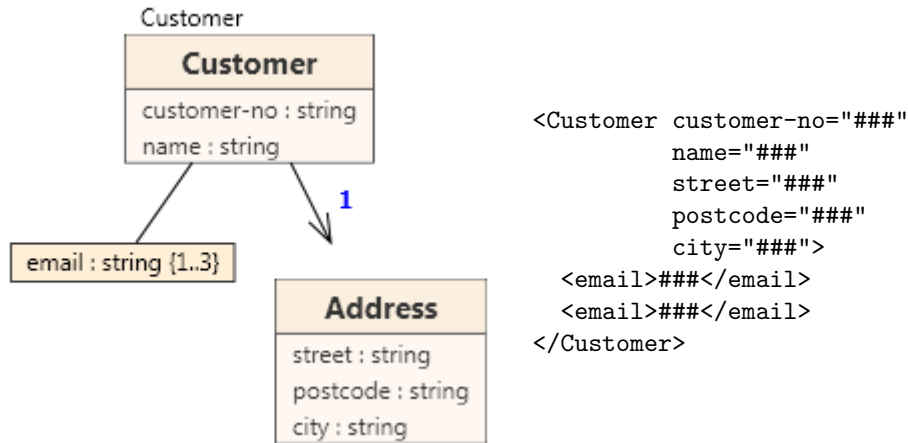 Customer
Customer
customer-no : string
name : string
1
email : string {1..3}
Address
street : string
postcode : string
city : string
<Customer customer-no="###"
name="###"
street="###"
postcode="###"
city="###">
<email>###</email>
<email>###</email>
</Customer>